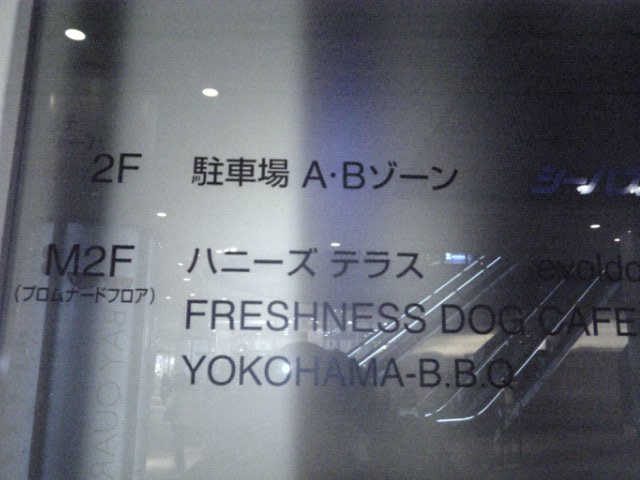 2F 駐車場 A・Bゾーン
M2F ハニーズ テラス
(プロムナードフロア)
FRESHNESS DOG CAFE
YOKOHAMA-B.B.Q